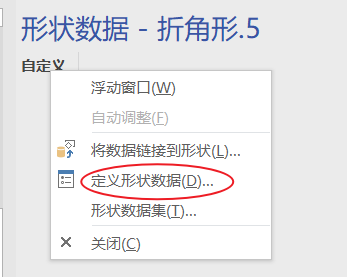 形状数据 - 折角形.5
自定义
浮动窗口(W)
自动调整(F)
将数据链接到形状(L)...
定义形状数据(D)...
形状数据集(T)...
关闭(C)